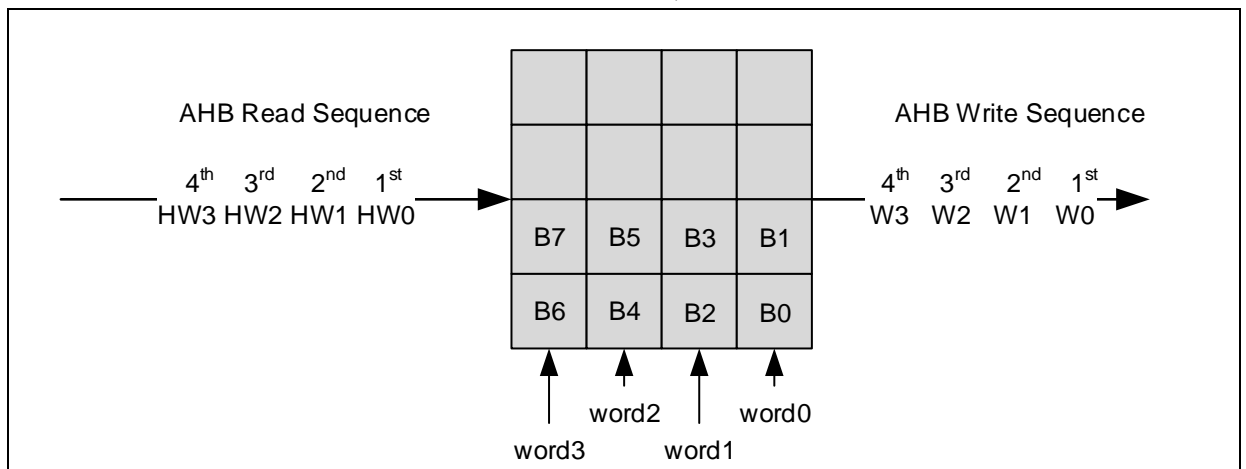 AHB Read Sequence
AHB Write Sequence
4th 3rd 2nd 1st
HW3 HW2 HW1 HW0
4th 3rd 2nd 1st
W3 W2 W1 W0
B7 B5 B3 B1
B6 B4 B2 B0
word2 word0
word3 word1